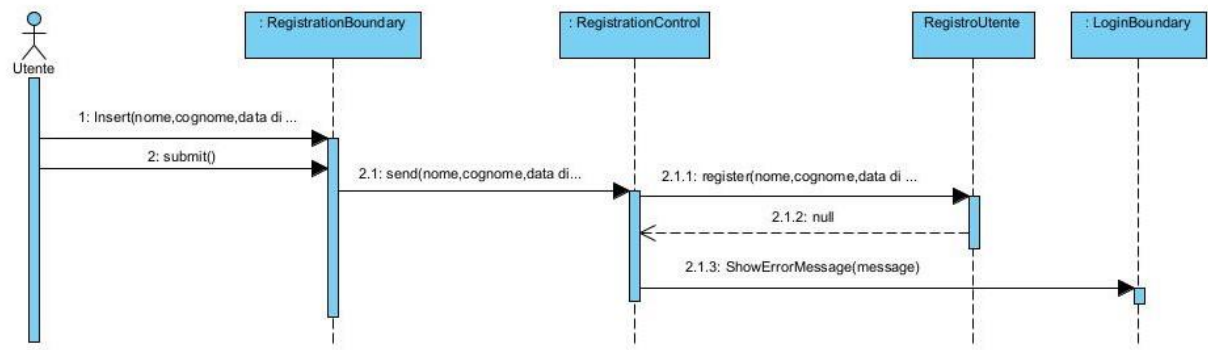 : RegistrationBoundary
: RegistrationControl
RegistroUtente
: LoginBoundary
Utente
1: Insert(nome,cognome,data di ...
2: submit()
2.1: send(nome,cognome,data di...
2.1.1: register(nome,cognome,data di ...
2.1.2: null
2.1.3: ShowErrorMessage(message)